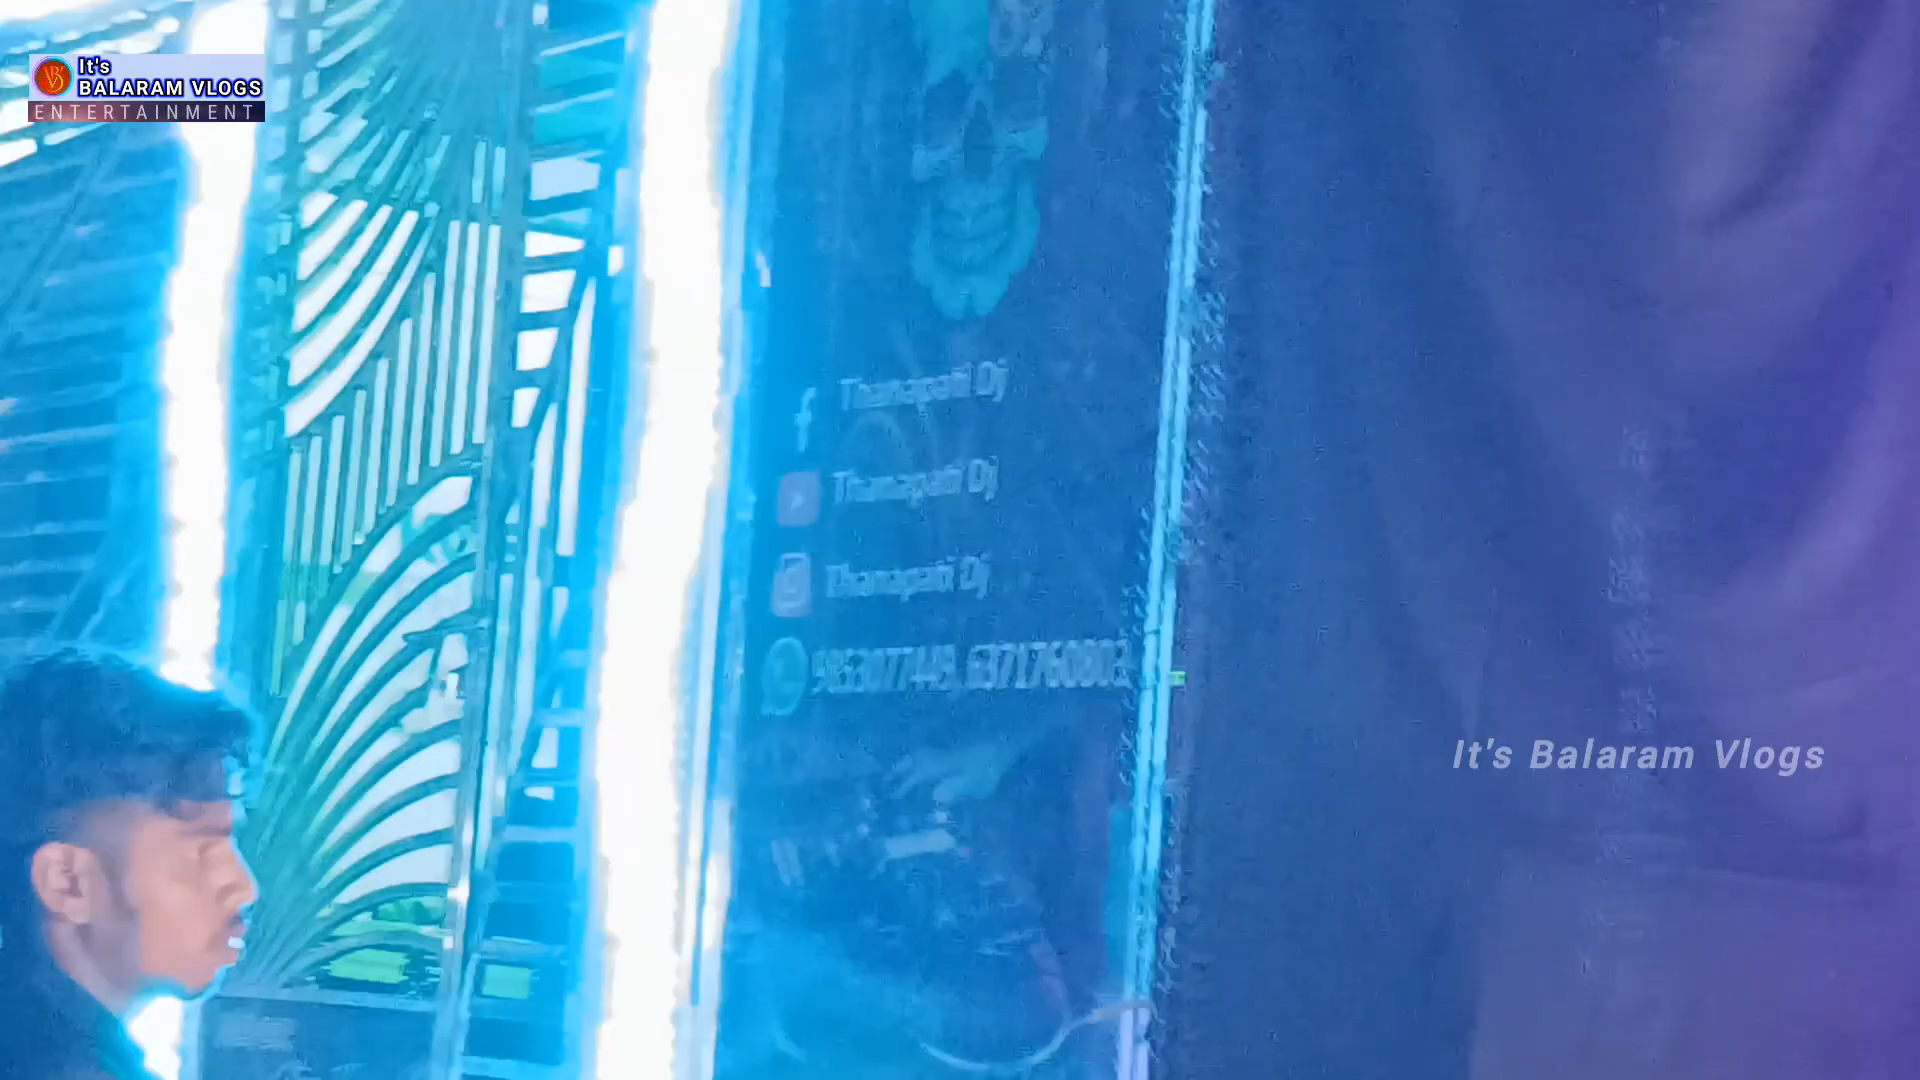 It's
BALARAM VLOGS
ENTERTAINMENT
Thanapati Dj
Thanapati Dj
Thanapati Dj
It's Balaram Vlogs